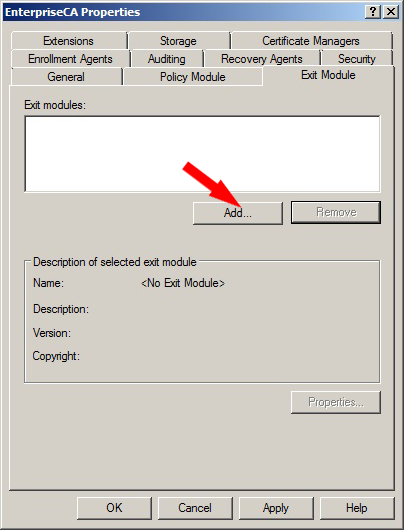 EnterpriseCA Properties
Extensions Storage Certificate Managers
Enrollment Agents Auditing Recovery Agents Security
General Policy Module Exit Module
Exit modules:
Add... Remove
Description of selected exit module
Name: <No Exit Module>
Description:
Version:
Copyright:
Properties...
OK Cancel Apply Help